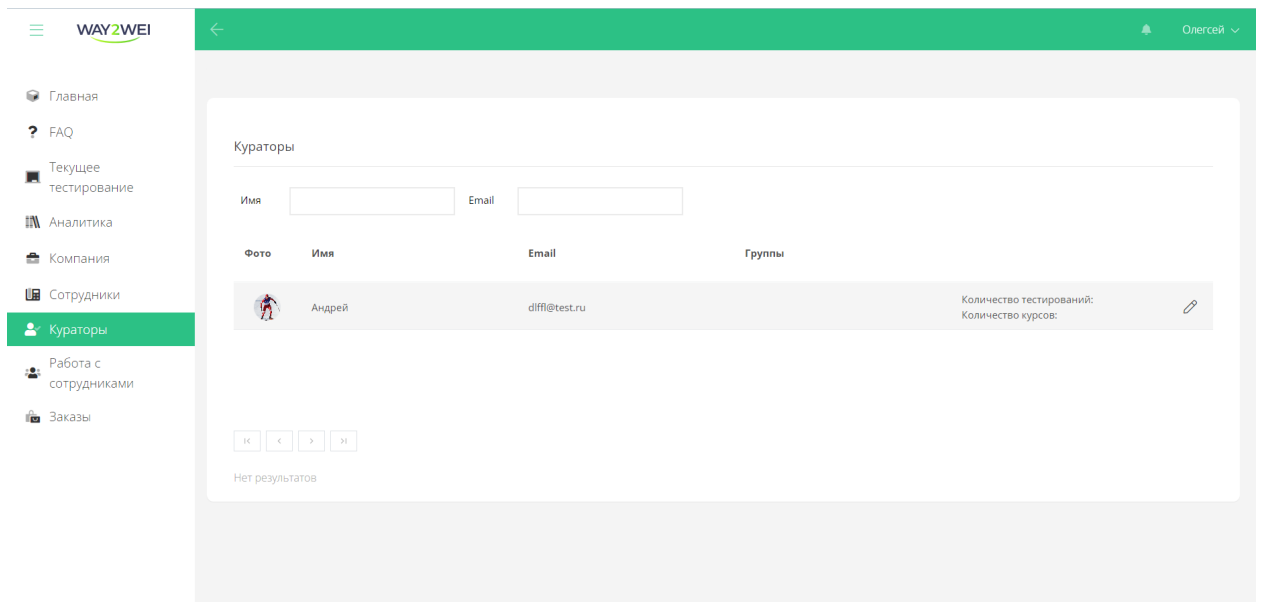 WAY2WEI
Олегсей
Главная
FAQ
Текущее
тестирование
Аналитика
Компания
Сотрудники
Кураторы
Работа с
сотрудниками
Заказы
Кураторы
Имя
Email
Фото
Имя
Email
Группы
Андрей
dlffl@test.ru
Количество тестирований:
Количество курсов:
Нет результатов